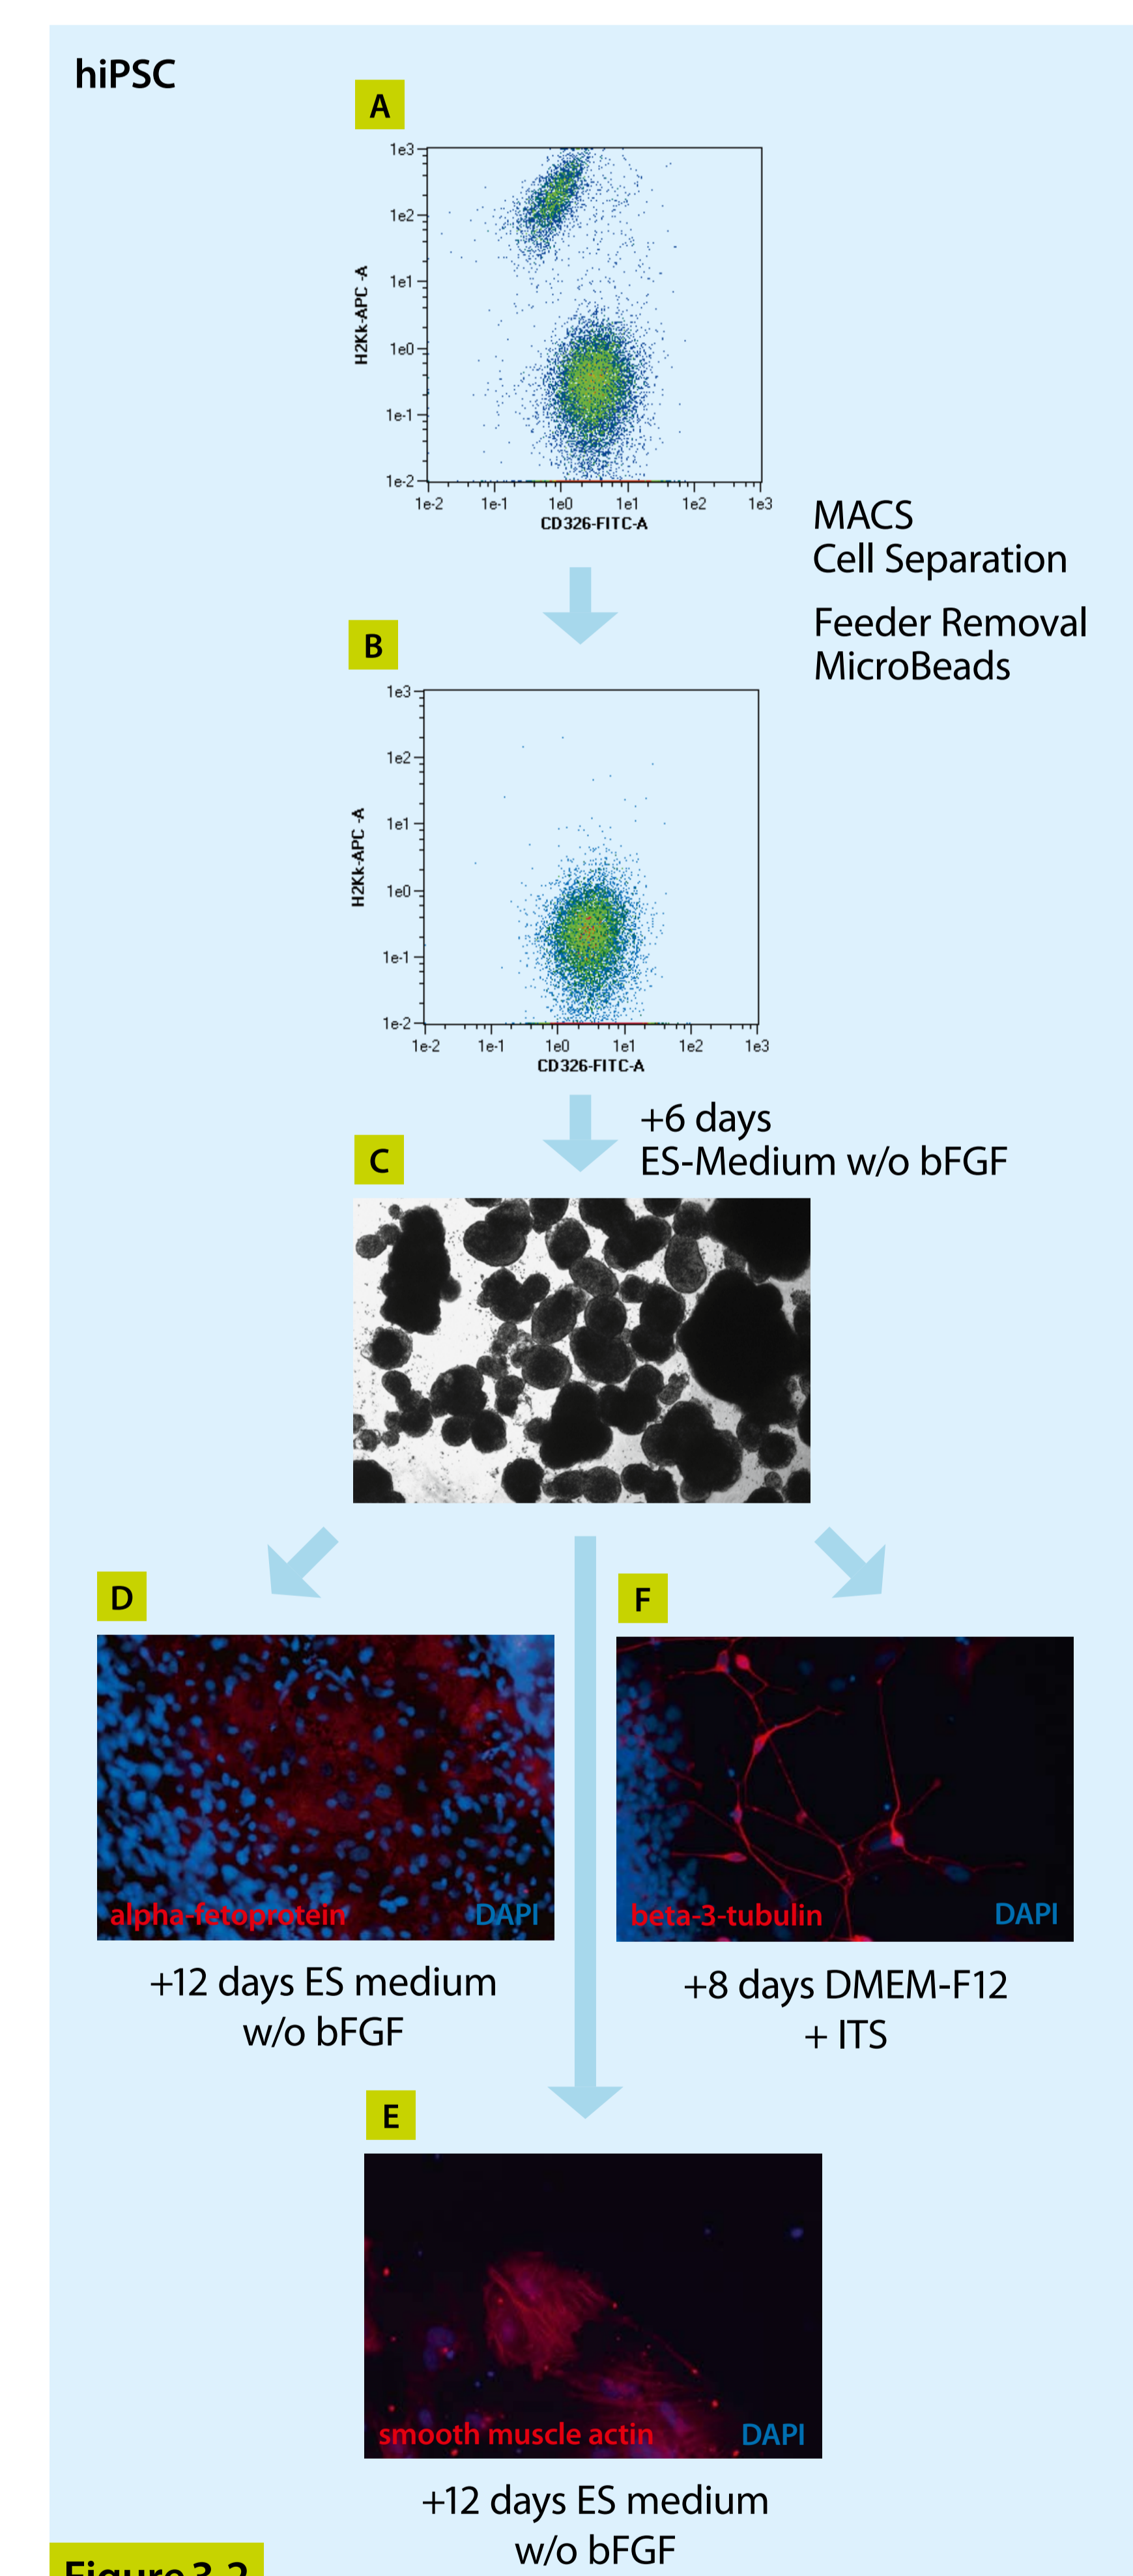 hiPSC
A
1e3
1e2
1e1
1e0
1e-1
1e-2
H2Kk-APC -A
1e-2 1e-1 1e0 1e1 1e2 1e3
CD326-FITC-A
MACS
Cell Separation
Feeder Removal
MicroBeads
B
1e3
1e2
1e1
1e0
1e-1
1e-2
H2Kk-APC -A
1e-2 1e-1 1e0 1e1 1e2 1e3
CD326-FITC-A
+6 days
ES-Medium w/o bFGF
C
D
alpha-fetoprotein DAPI
+12 days ES medium
w/o bFGF
F
beta-3-tubulin DAPI
+8 days DMEM-F12
+ ITS
E
smooth muscle actin DAPI
+12 days ES medium
w/o bFGF
Figure 3-2